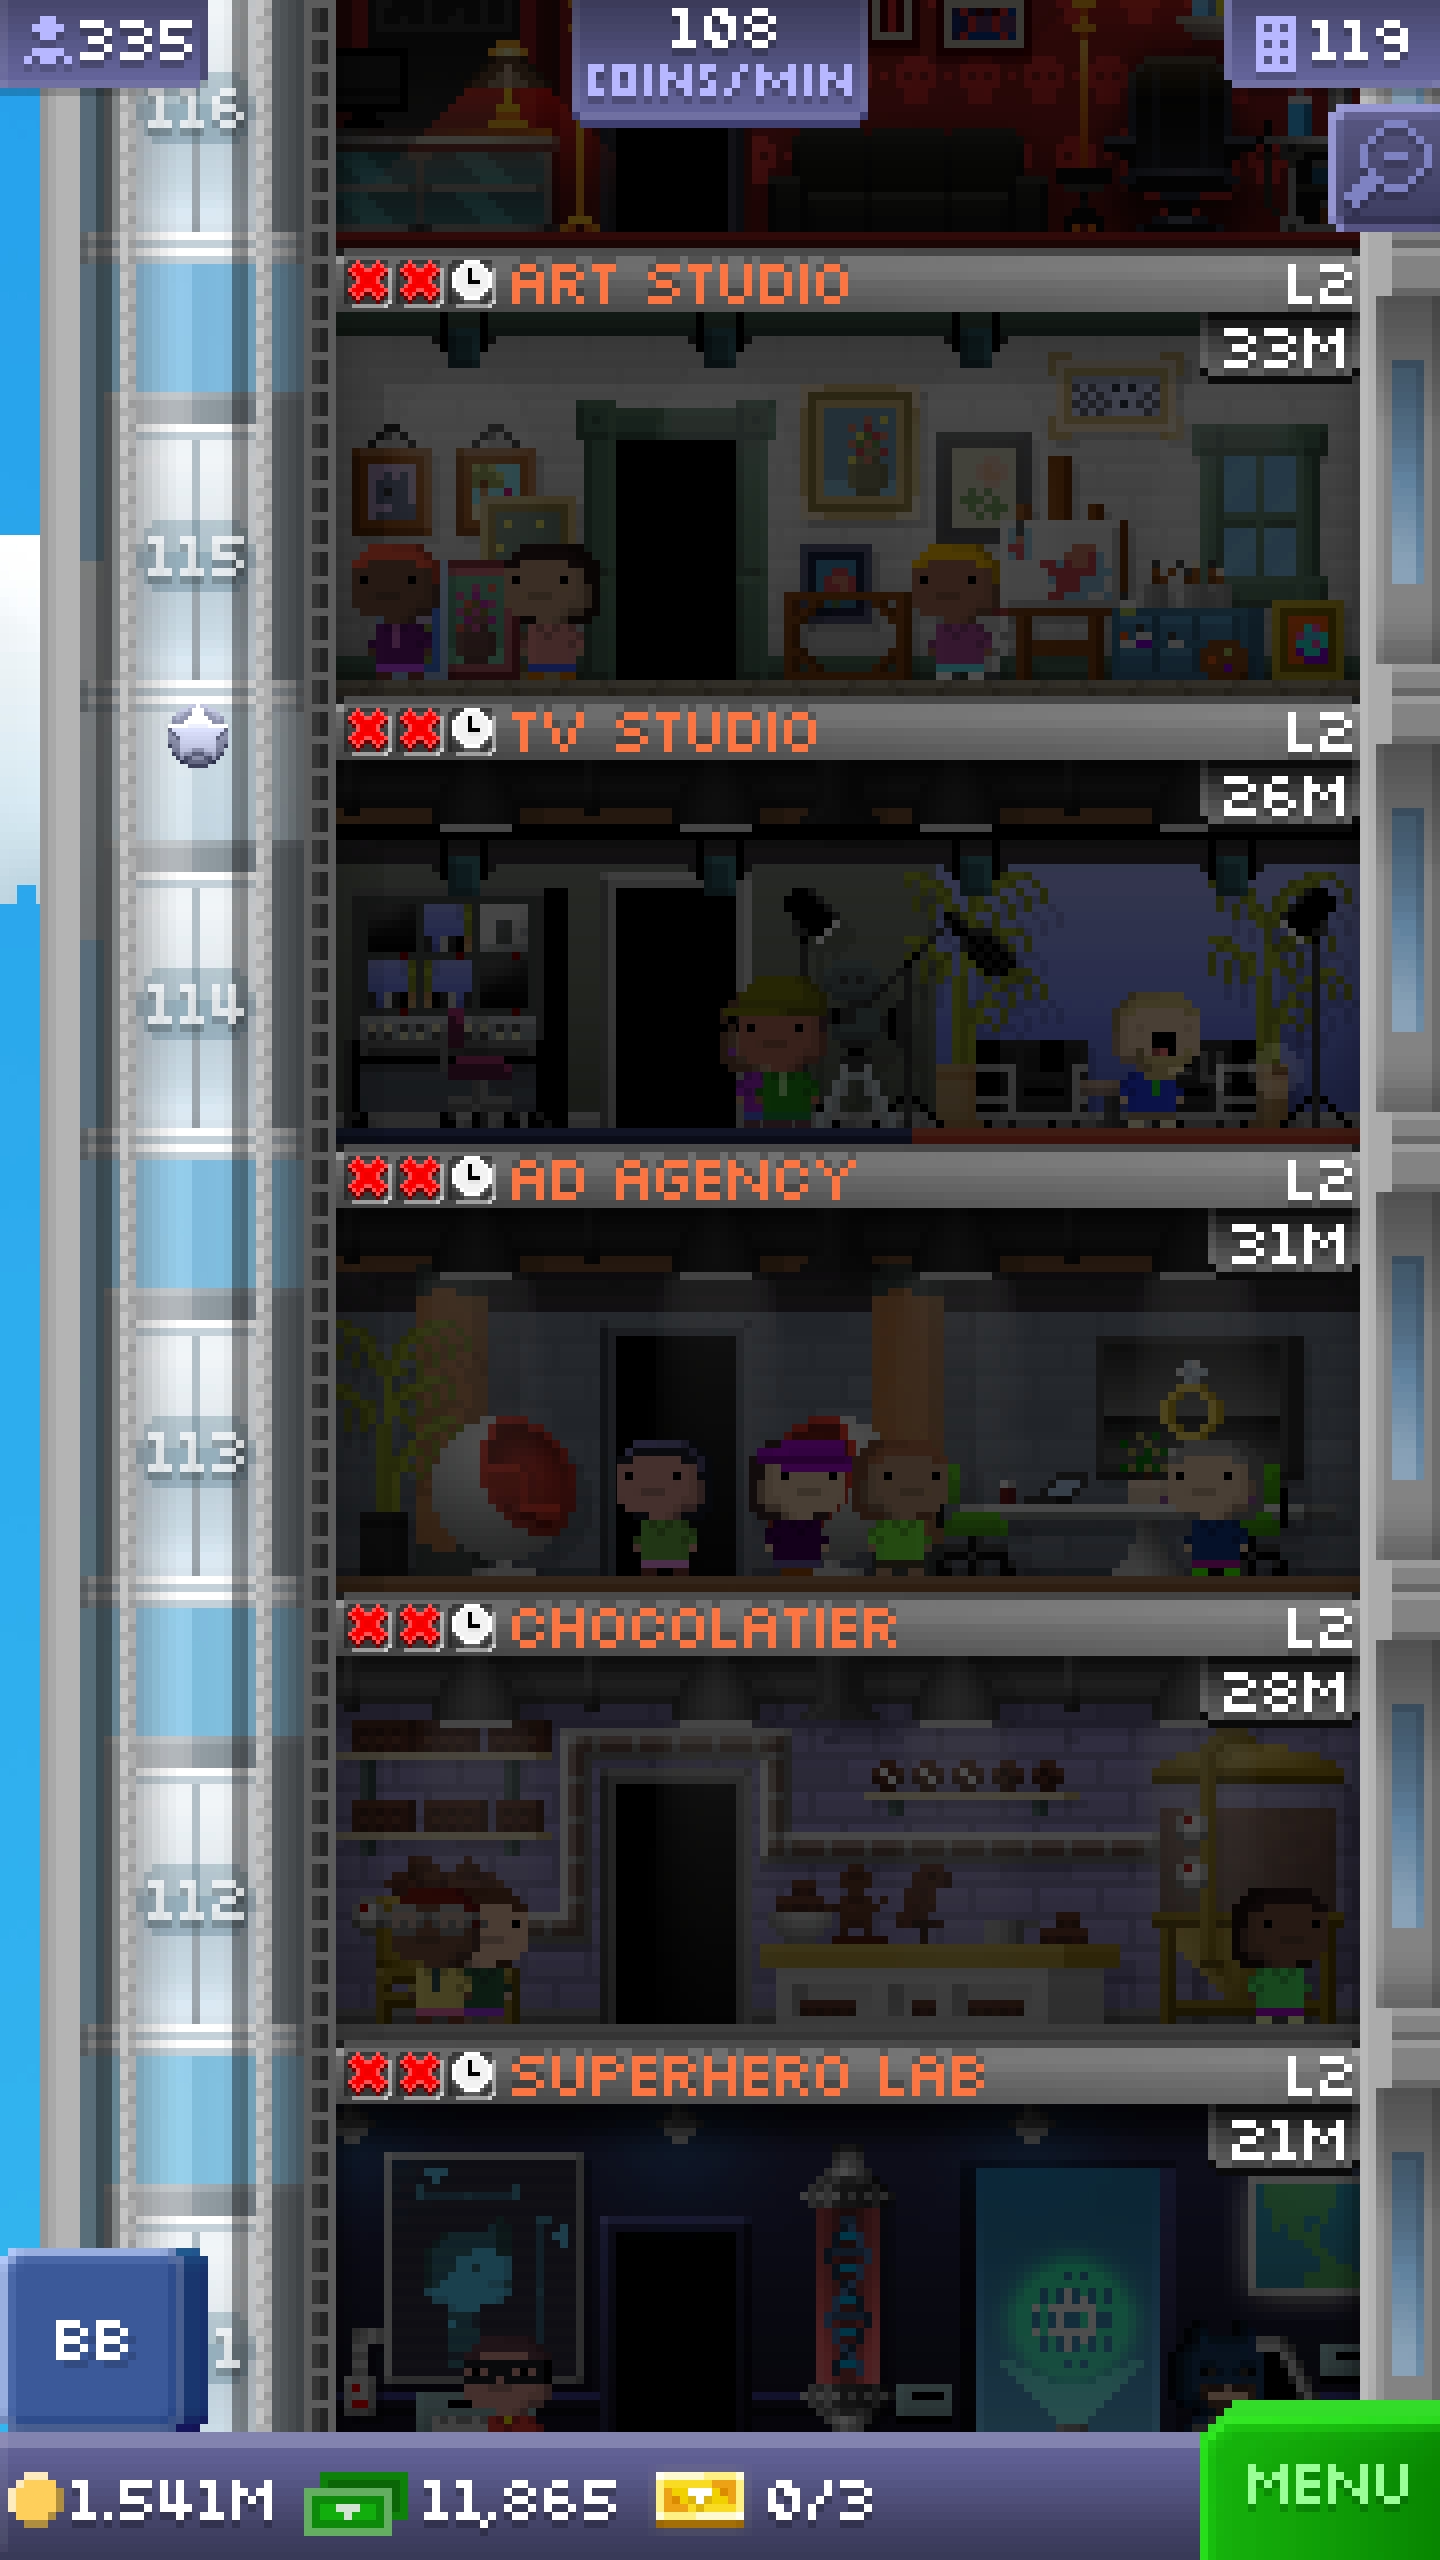 335
108
COINS/MIN
119
116
ART STUDIO L2
33M
115
TV STUDIO L2
26M
114
AD AGENCY L2
31M
113
CHOCOLATIER L2
28M
112
SUPERHERO LAB L2
21M
BB
1
1.541M 11,865 0/3
MENU